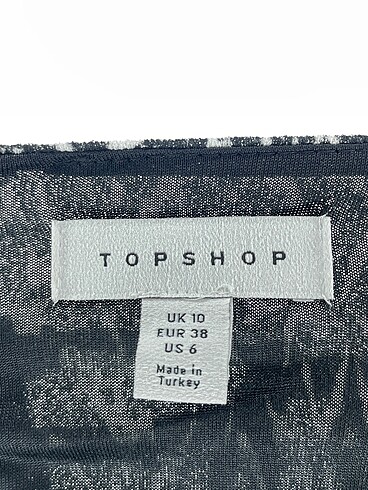 TOPSHOP
UK 10
EUR 38
US 6
Made in
Turkey